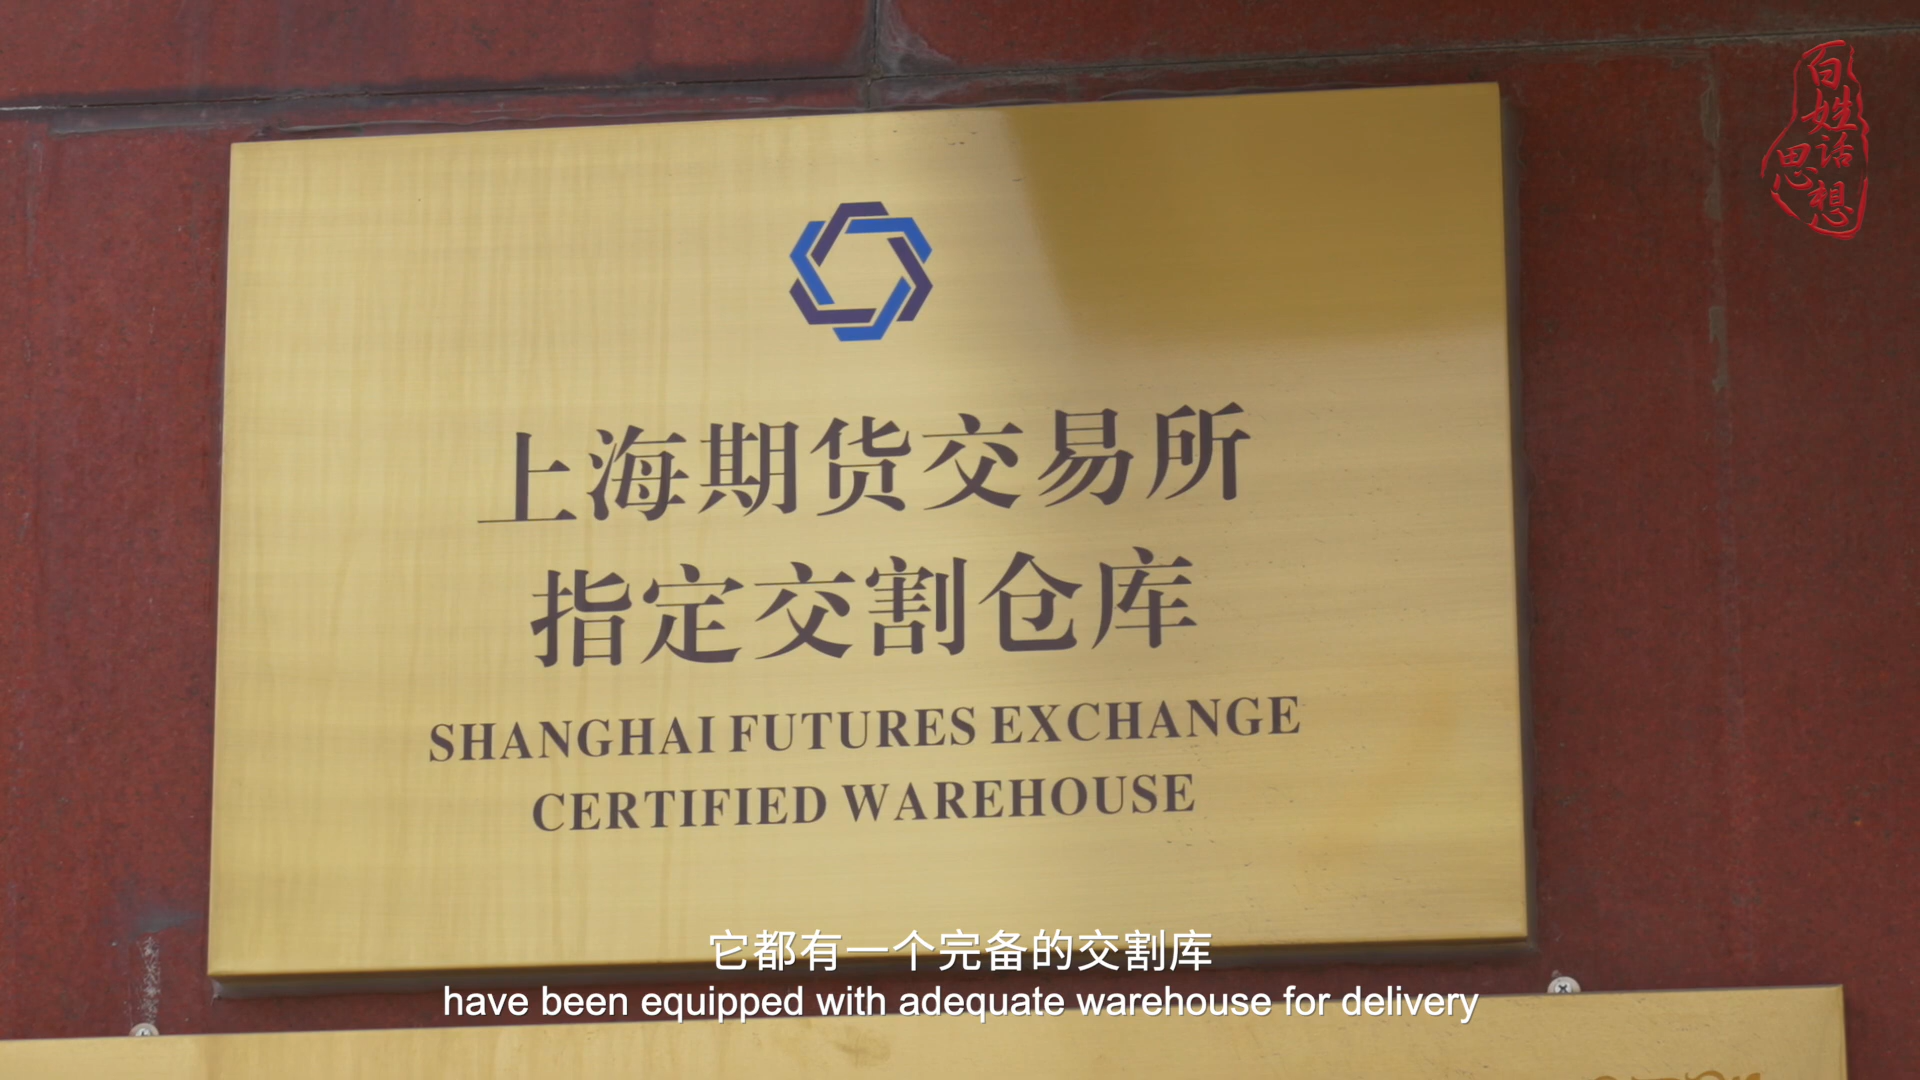 百姓话思想
上海期货交易所
指定交割仓库
SHANGHAI FUTURES EXCHANGE
CERTIFIED WAREHOUSE
它都有一个完备的交割库
have been equipped with adequate warehouse for delivery